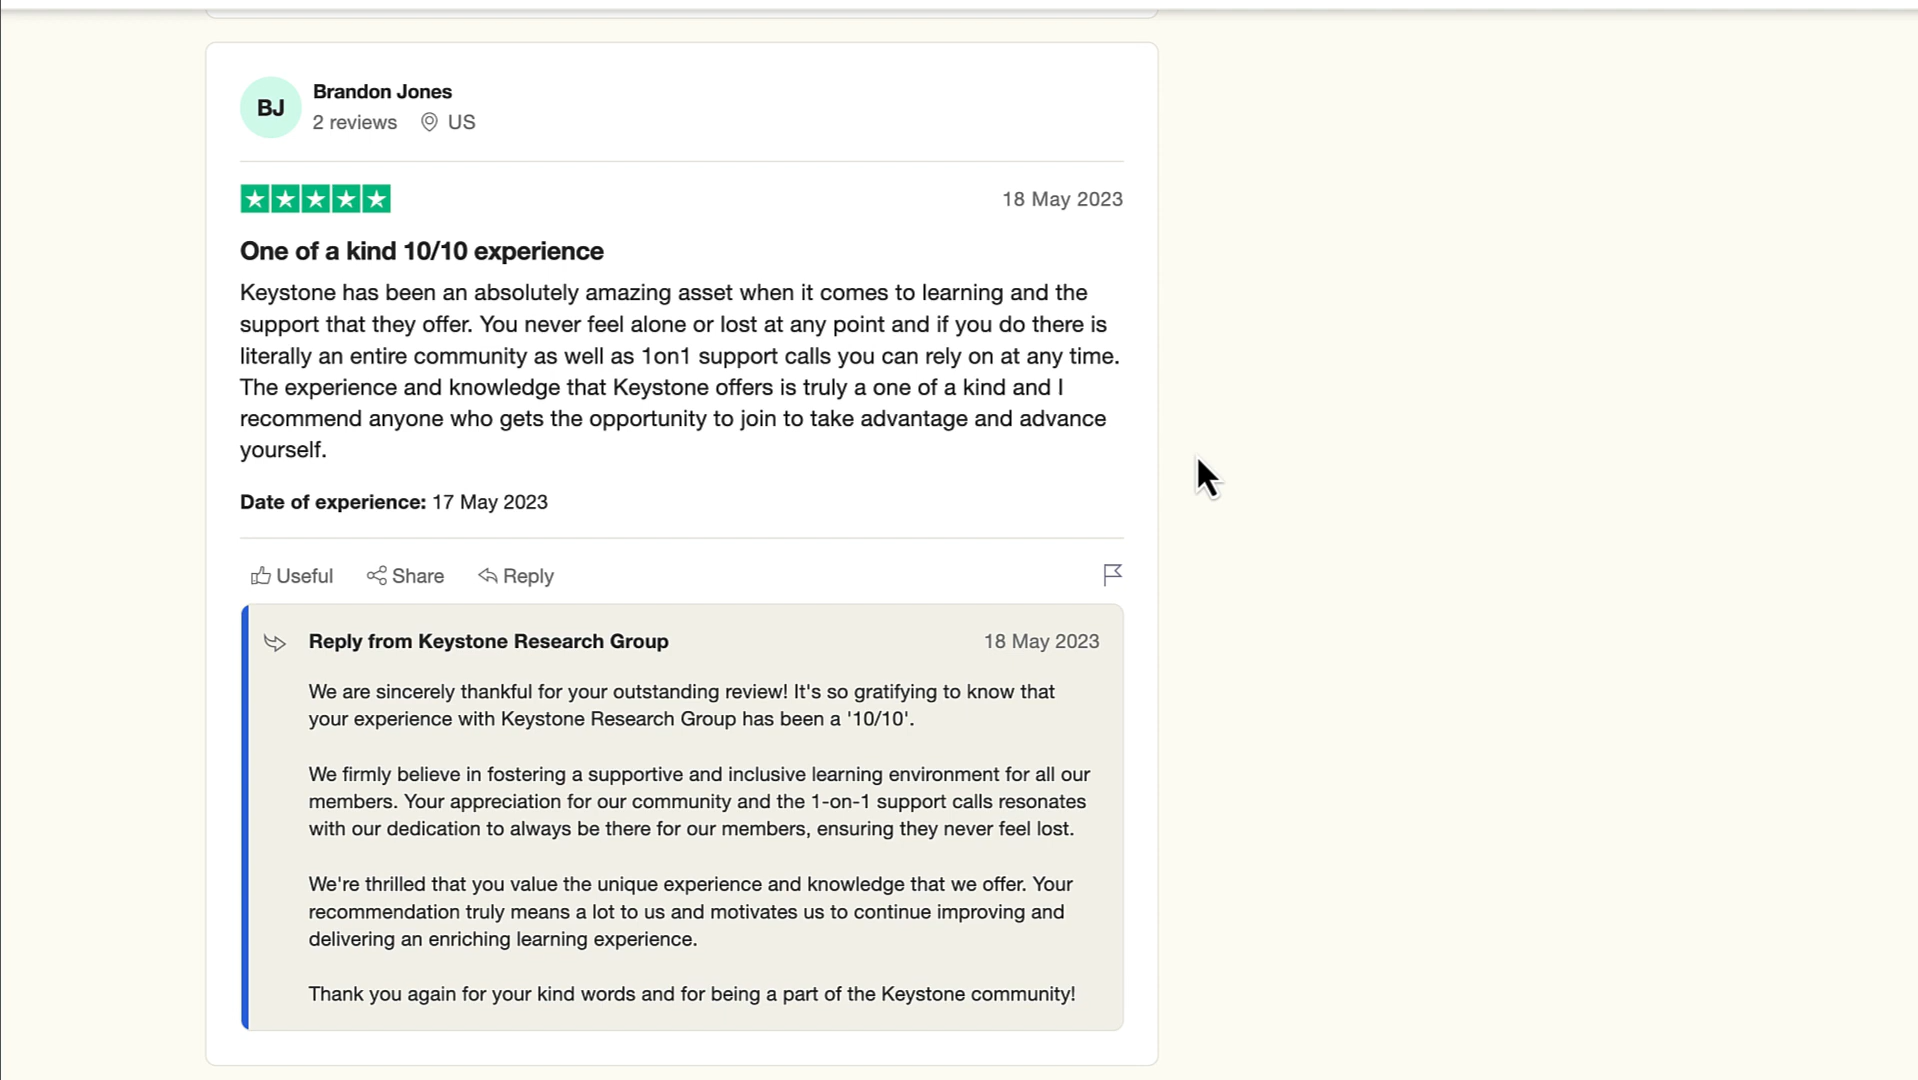 BJ
Brandon Jones
2 reviews US
18 May 2023
One of a kind 10/10 experience
Keystone has been an absolutely amazing asset when it comes to learning and the
support that they offer. You never feel alone or lost at any point and if you do there is
literally an entire community as well as 1on1 support calls you can rely on at any time.
The experience and knowledge that Keystone offers is truly a one of a kind and I
recommend anyone who gets the opportunity to join to take advantage and advance
yourself.
Date of experience: 17 May 2023
Useful Share Reply
Reply from Keystone Research Group 18 May 2023
We are sincerely thankful for your outstanding review! It's so gratifying to know that
your experience with Keystone Research Group has been a '10/10'.
We firmly believe in fostering a supportive and inclusive learning environment for all our
members. Your appreciation for our community and the 1-on-1 support calls resonates
with our dedication to always be there for our members, ensuring they never feel lost.
We're thrilled that you value the unique experience and knowledge that we offer. Your
recommendation truly means a lot to us and motivates us to continue improving and
delivering an enriching learning experience.
Thank you again for your kind words and for being a part of the Keystone community!